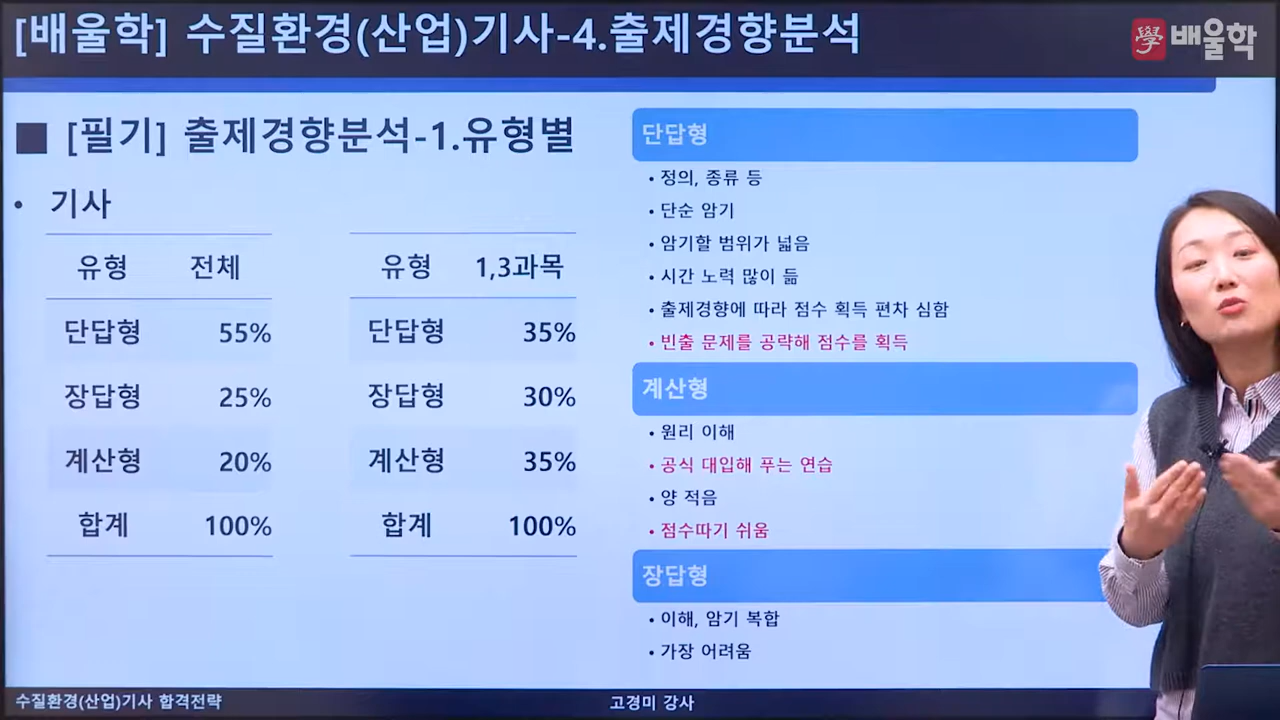 [배울학] 수질환경(산업)기사-4.출제경향분석
學 배울학
■ [필기] 출제경향분석-1.유형별
• 기사
유형 전체
단답형 55%
장답형 25%
계산형 20%
합계 100%
유형 1,3과목
단답형 35%
장답형 30%
계산형 35%
합계 100%
단답형
• 정의, 종류 등
• 단순 암기
• 암기할 범위가 넓음
• 시간 노력 많이 듦
• 출제경향에 따라 점수 획득 편차 심함
• 빈출 문제를 공략해 점수를 획득
계산형
• 원리 이해
• 공식 대입해 푸는 연습
• 양 적음
• 점수따기 쉬움
장답형
• 이해, 암기 복합
• 가장 어려움
수질환경(산업)기사 합격전략
고경미 강사